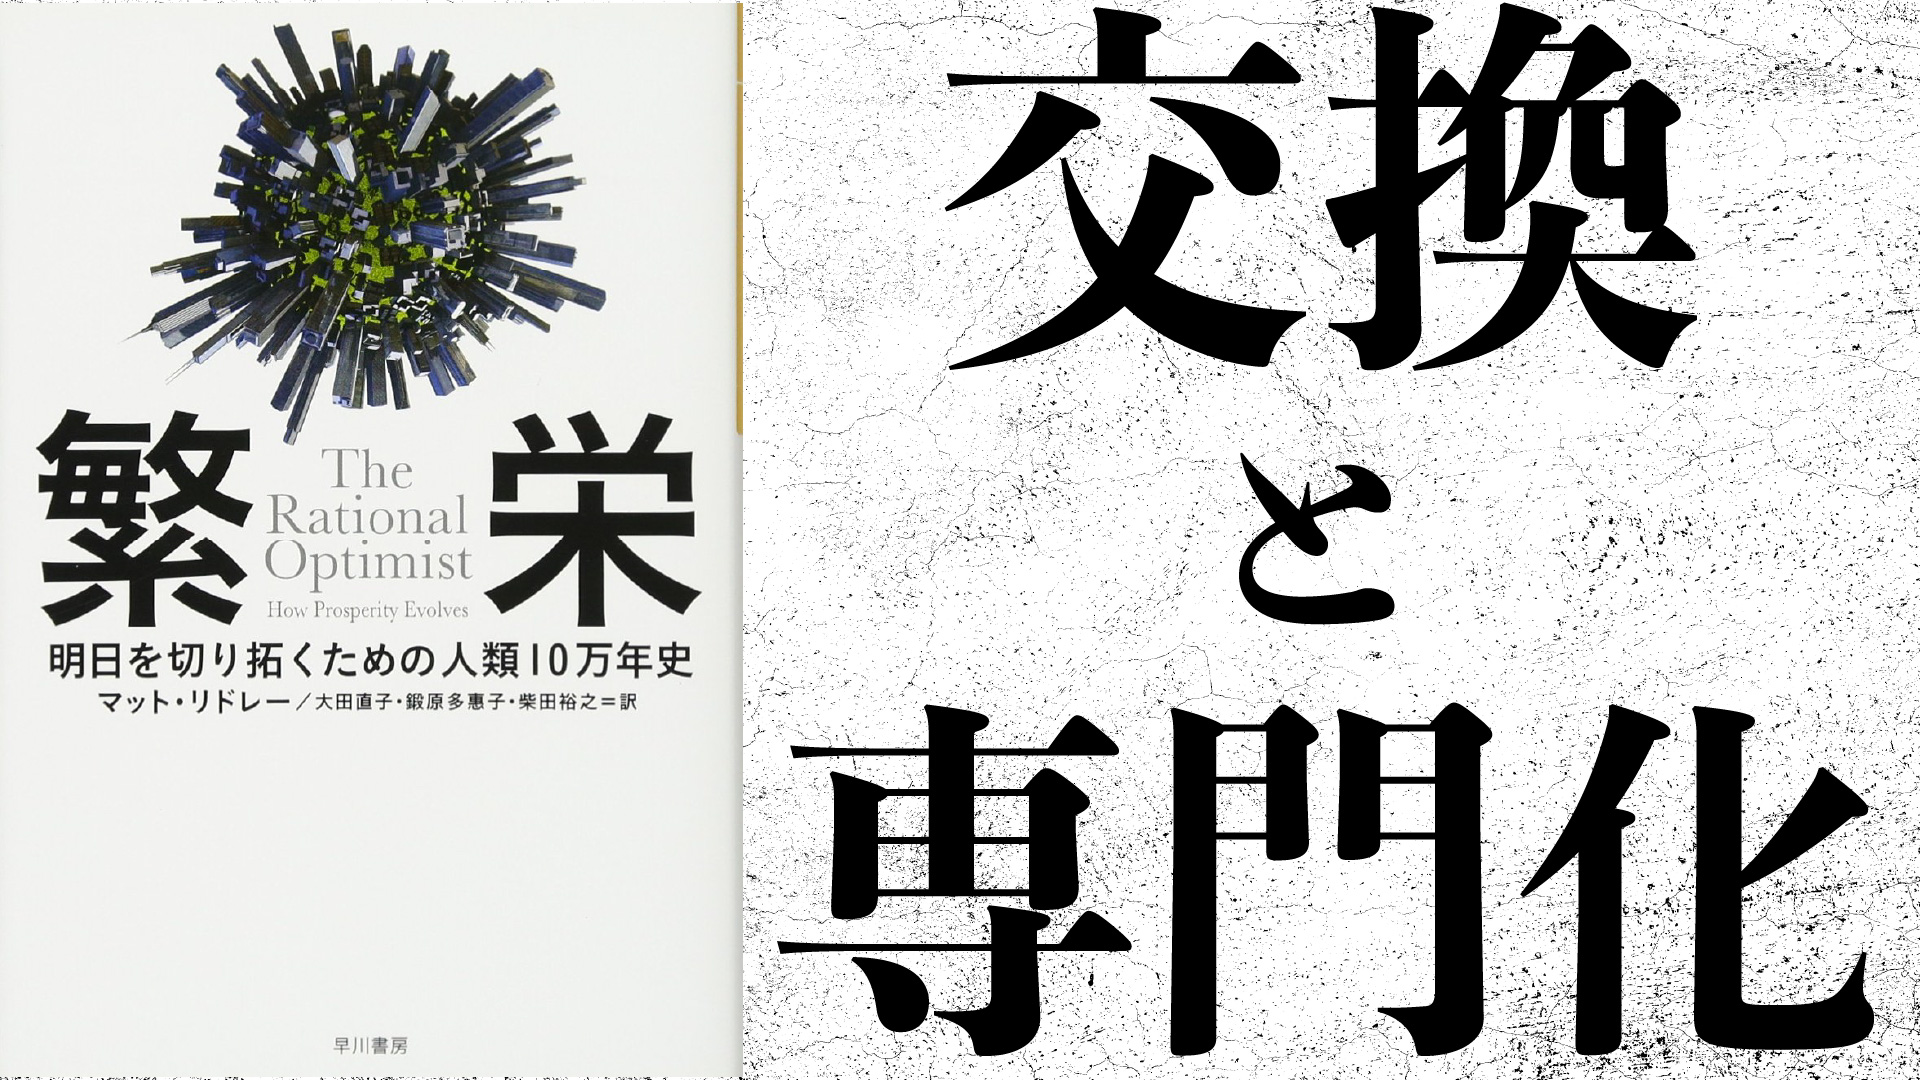 繁栄
The
Rational
Optimist
How Prosperity Evolves
明日を切り拓くための人類10万年史
マット・リドレー/大田直子・鍛原多惠子・柴田裕之=訳
早川書房
交換
と
専門化